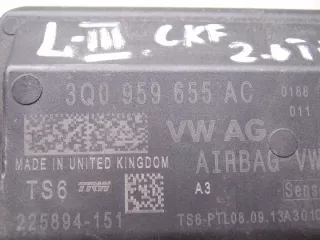 L-III CKF 2.0T
3Q0 959 655 AC
0188
011
VW AG
MADE IN UNITED KINGDOM
AIRBAG VW
TS6 TRW A3 Sens
225894-151
TS6-PTL08.09.13A3010